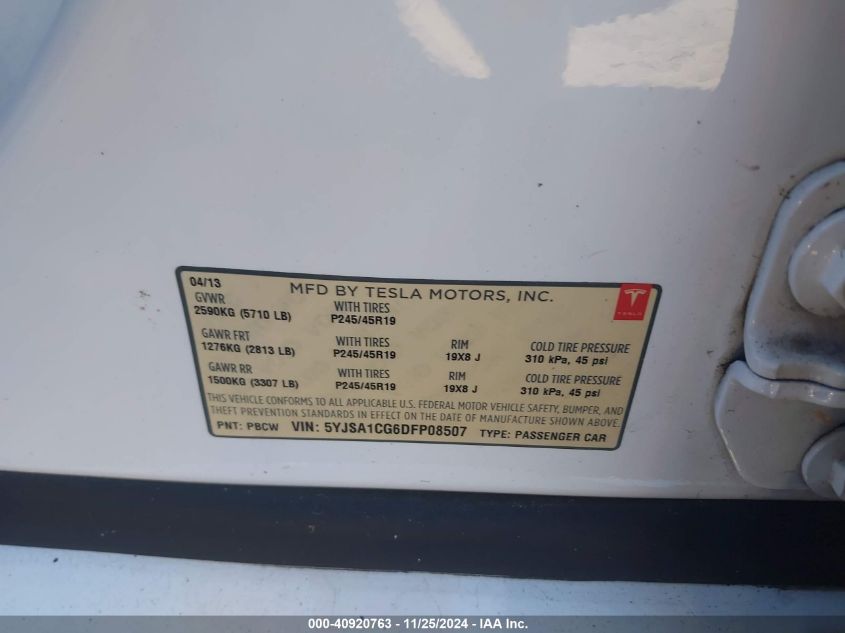 04/13
MFD BY TESLA MOTORS, INC.
GVWR
2590KG (5710 LB)
WITH TIRES
P245/45R19
GAWR FRT
1276KG (2813 LB)
WITH TIRES
P245/45R19
RIM
19X8 J
COLD TIRE PRESSURE
310 kPa, 45 psi
GAWR RR
1500KG (3307 LB)
WITH TIRES
P245/45R19
RIM
19X8 J
COLD TIRE PRESSURE
310 kPa, 45 psi
THIS VEHICLE CONFORMS TO ALL APPLICABLE U.S. FEDERAL MOTOR VEHICLE SAFETY, BUMPER, AND
THEFT PREVENTION STANDARDS IN EFFECT ON THE DATE OF MANUFACTURE SHOWN ABOVE.
PNT: PBCW VIN: 5YJSA1CG6DFP08507 TYPE: PASSENGER CAR
TESLA
000-40920763 - 11/25/2024 - IAA Inc.